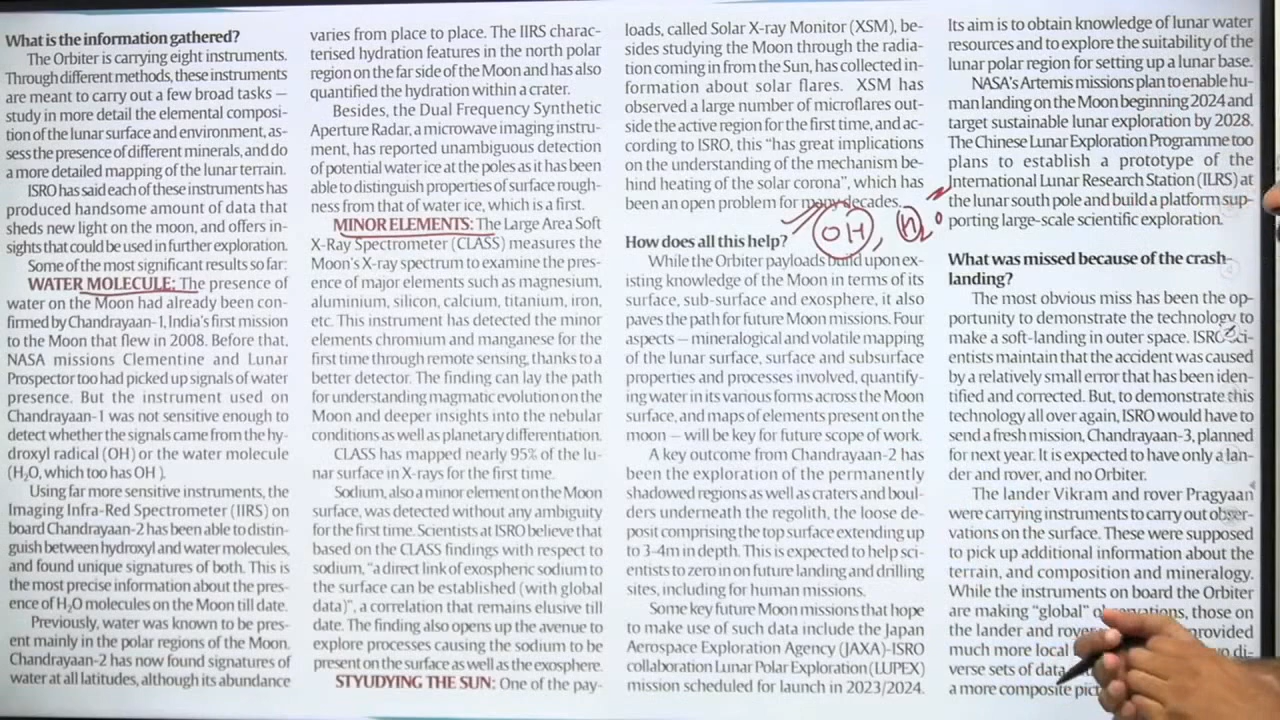 What is the information gathered?
The Orbiter is carrying eight instruments.
Through different methods, these instruments
are meant to carry out a few broad tasks —
study in more detail the elemental composi-
tion of the lunar surface and environment, as-
sess the presence of different minerals, and do
a more detailed mapping of the lunar terrain.
ISRO has said each of these instruments has
produced handsome amount of data that
sheds new light on the moon, and offers in-
sights that could be used in further exploration.
Some of the most significant results so far:
WATER MOLECULE: The presence of
water on the Moon had already been con-
firmed by Chandrayaan-1, India's first mission
to the Moon that flew in 2008. Before that,
NASA missions Clementine and Lunar
Prospector too had picked up signals of water
presence. But the instrument used on
Chandrayaan-1 was not sensitive enough to
detect whether the signals came from the hy-
droxyl radical (OH) or the water molecule
(H₂O, which too has OH ).
Using far more sensitive instruments, the
Imaging Infra-Red Spectrometer (IIRS) on
board Chandrayaan-2 has been able to distin-
guish between hydroxyl and water molecules,
and found unique signatures of both. This is
the most precise information about the pres-
ence of H₂O molecules on the Moon till date.
Previously, water was known to be pres-
ent mainly in the polar regions of the Moon.
Chandrayaan-2 has now found signatures of
water at all latitudes, although its abundance
varies from place to place. The IIRS charac-
terised hydration features in the north polar
region on the far side of the Moon and has also
quantified the hydration within a crater.
Besides, the Dual Frequency Synthetic
Aperture Radar, a microwave imaging instru-
ment, has reported unambiguous detection
of potential water ice at the poles as it has been
able to distinguish properties of surface rough-
ness from that of water ice, which is a first.
MINOR ELEMENTS: The Large Area Soft
X-Ray Spectrometer (CLASS) measures the
Moon's X-ray spectrum to examine the pres-
ence of major elements such as magnesium,
aluminium, silicon, calcium, titanium, iron,
etc. This instrument has detected the minor
elements chromium and manganese for the
first time through remote sensing, thanks to a
better detector. The finding can lay the path
for understanding magmatic evolution on the
Moon and deeper insights into the nebular
conditions as well as planetary differentiation.
CLASS has mapped nearly 95% of the lu-
nar surface in X-rays for the first time.
Sodium, also a minor element on the Moon
surface, was detected without any ambiguity
for the first time. Scientists at ISRO believe that
based on the CLASS findings with respect to
sodium, "a direct link of exospheric sodium to
the surface can be established (with global
data)", a correlation that remains elusive till
date. The finding also opens up the avenue to
explore processes causing the sodium to be
present on the surface as well as the exosphere.
STYUDYING THE SUN: One of the pay-
loads, called Solar X-ray Monitor (XSM), be-
sides studying the Moon through the radia-
tion coming in from the Sun, has collected in-
formation about solar flares. XSM has
observed a large number of microflares out-
side the active region for the first time, and ac-
cording to ISRO, this "has great implications
on the understanding of the mechanism be-
hind heating of the solar corona", which has
been an open problem for many decades.
OH, H₂O
How does all this help?
While the Orbiter payloads build upon ex-
isting knowledge of the Moon in terms of its
surface, sub-surface and exosphere, it also
paves the path for future Moon missions. Four
aspects — mineralogical and volatile mapping
of the lunar surface, surface and subsurface
properties and processes involved, quantify-
ing water in its various forms across the Moon
surface, and maps of elements present on the
moon — will be key for future scope of work.
A key outcome from Chandrayaan-2 has
been the exploration of the permanently
shadowed regions as well as craters and boul-
ders underneath the regolith, the loose de-
posit comprising the top surface extending up
to 3-4m in depth. This is expected to help sci-
entists to zero in on future landing and drilling
sites, including for human missions.
Some key future Moon missions that hope
to make use of such data include the Japan
Aerospace Exploration Agency (JAXA)-ISRO
collaboration Lunar Polar Exploration (LUPEX)
mission scheduled for launch in 2023/2024.
Its aim is to obtain knowledge of lunar water
resources and to explore the suitability of the
lunar polar region for setting up a lunar base.
NASA's Artemis missions plan to enable hu-
man landing on the Moon beginning 2024 and
target sustainable lunar exploration by 2028.
The Chinese Lunar Exploration Programme too
plans to establish a prototype of the
International Lunar Research Station (ILRS) at
the lunar south pole and build a platform sup-
porting large-scale scientific exploration.
What was missed because of the crash-
landing?
The most obvious miss has been the op-
portunity to demonstrate the technology to
make a soft-landing in outer space. ISRO sci-
entists maintain that the accident was caused
by a relatively small error that has been iden-
tified and corrected. But, to demonstrate this
technology all over again, ISRO would have to
send a fresh mission, Chandrayaan-3, planned
for next year. It is expected to have only a lan-
der and rover, and no Orbiter.
The lander Vikram and rover Pragyaan
were carrying instruments to carry out obser-
vations on the surface. These were supposed
to pick up additional information about the
terrain, and composition and mineralogy.
While the instruments on board the Orbiter
are making "global" observations, those on
the lander and rover provided
much more local di-
verse sets of data
a more composite